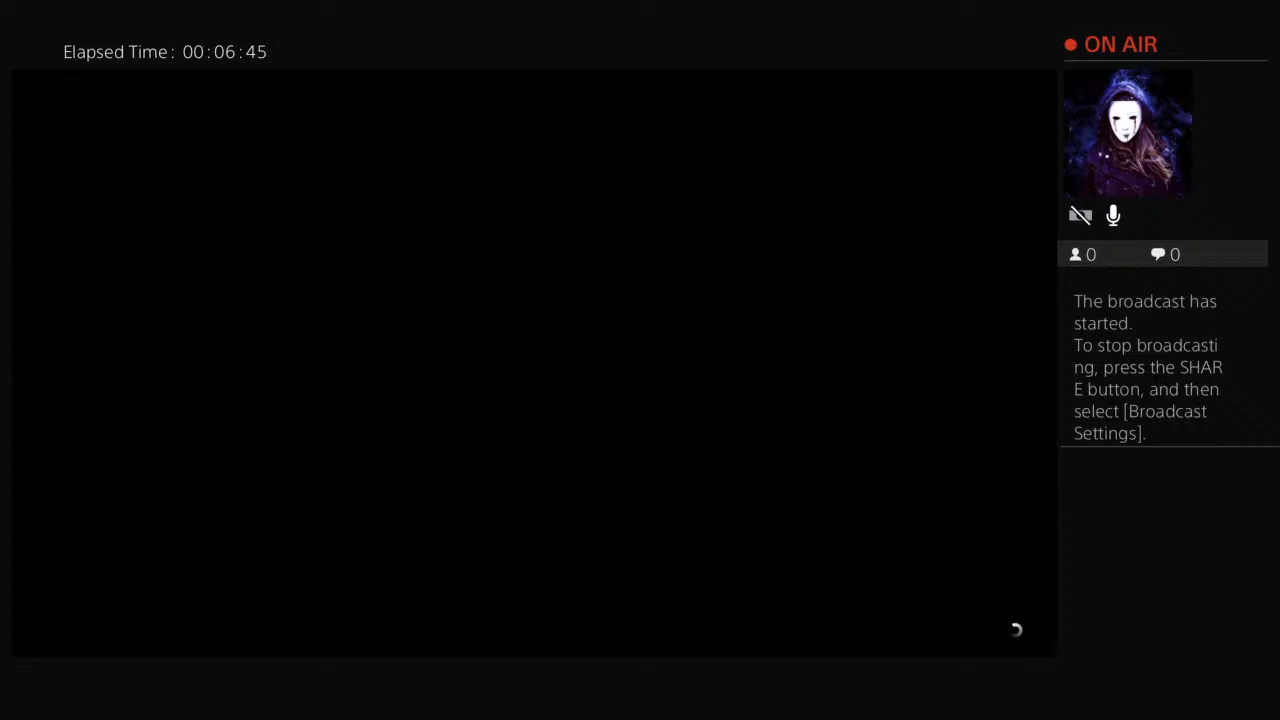 Elapsed Time: 00:06:45
ON AIR
0 0
The broadcast has
started.
To stop broadcasti
ng, press the SHAR
E button, and then
select [Broadcast
Settings].